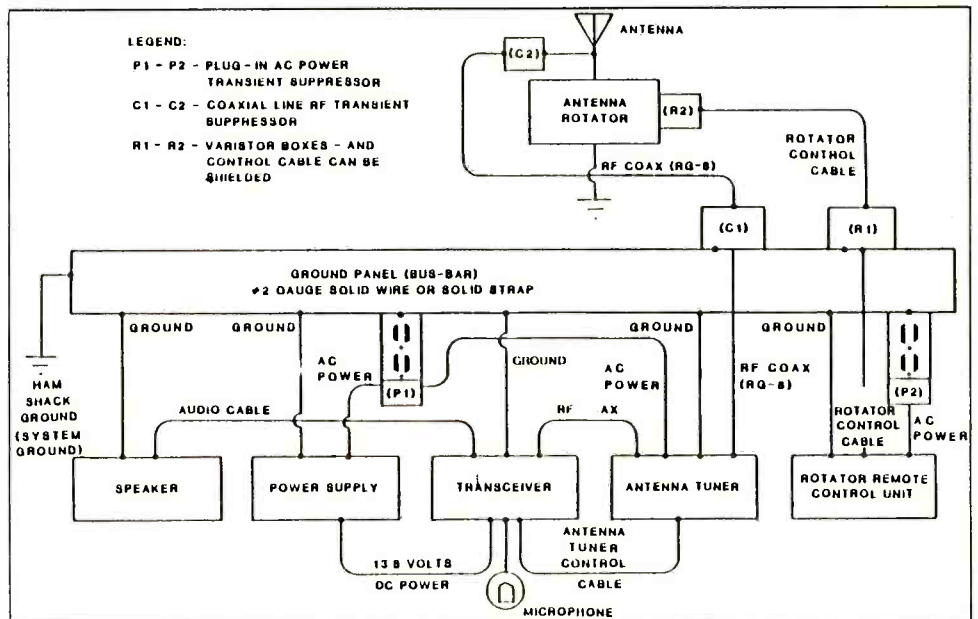 LEGEND:
P1 - P2 - PLUG-IN AC POWER
TRANSIENT SUPPRESSOR
C1 - C2 - COAXIAL LINE RF TRANSIENT
SUPPRESSOR
R1 - R2 - VARISTOR BOXES - AND
CONTROL CABLE CAN BE
SHIELDED
ANTENNA
(C2)
ANTENNA
ROTATOR
(R2)
ROTATOR
CONTROL
CABLE
RF COAX (RG-8)
(C1)
(R1)
GROUND PANEL (BUS-BAR)
#2 GAUGE SOLID WIRE OR SOLID STRAP
HAM
SHACK
GROUND
(SYSTEM
GROUND)
GROUND
GROUND
AC
POWER
(P1)
GROUND
GROUND
AC
POWER
RF COAX
(RG-8)
GROUND
(P2)
AC
POWER
ROTATOR
CONTROL
CABLE
AUDIO CABLE
RF AX
SPEAKER
POWER SUPPLY
TRANSCEIVER
ANTENNA TUNER
ROTATOR REMOTE
CONTROL UNIT
13 8 VOLTS
DC POWER
ANTENNA
TUNER
CONTROL
CABLE
MICROPHONE